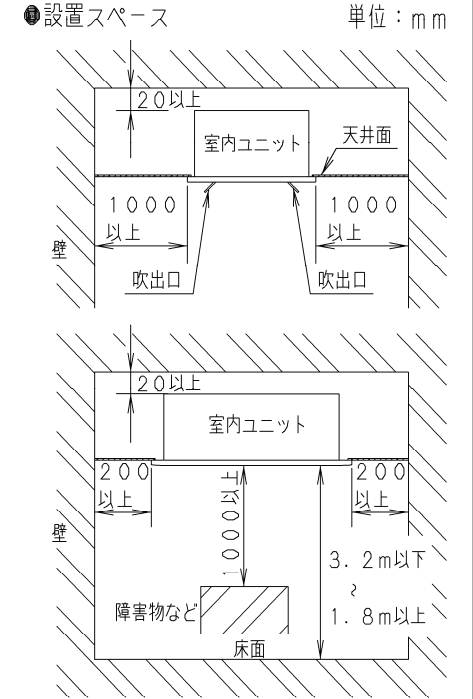 ●設置スペース 単位：mm
20以上
室内ユニット
天井面
1000
以上
1000
以上
壁
吹出口
吹出口
20以上
室内ユニット
200
以上
1000以上
200
以上
壁
3.2m以下
～
1.8m以上
障害物など
床面